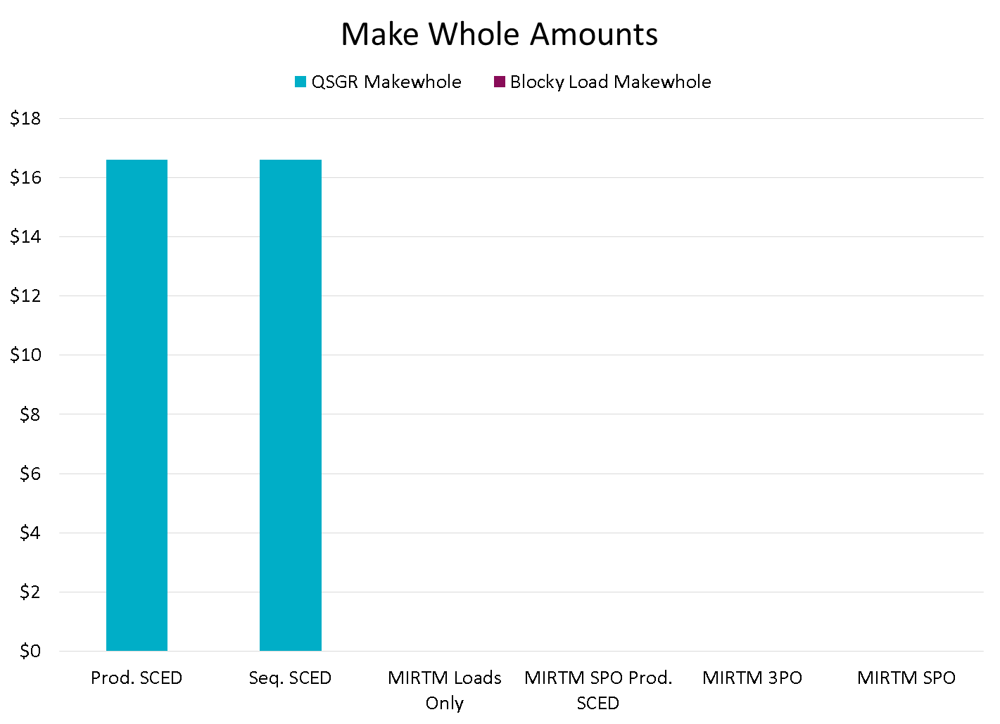 Make Whole Amounts
QSGR Makewhole
Blocky Load Makewhole
$18
$16
$14
$12
$10
$8
$6
$4
$2
$0
Prod. SCED
Seq. SCED
MIRTM Loads
Only
MIRTM SPO Prod.
SCED
MIRTM 3PO
MIRTM SPO